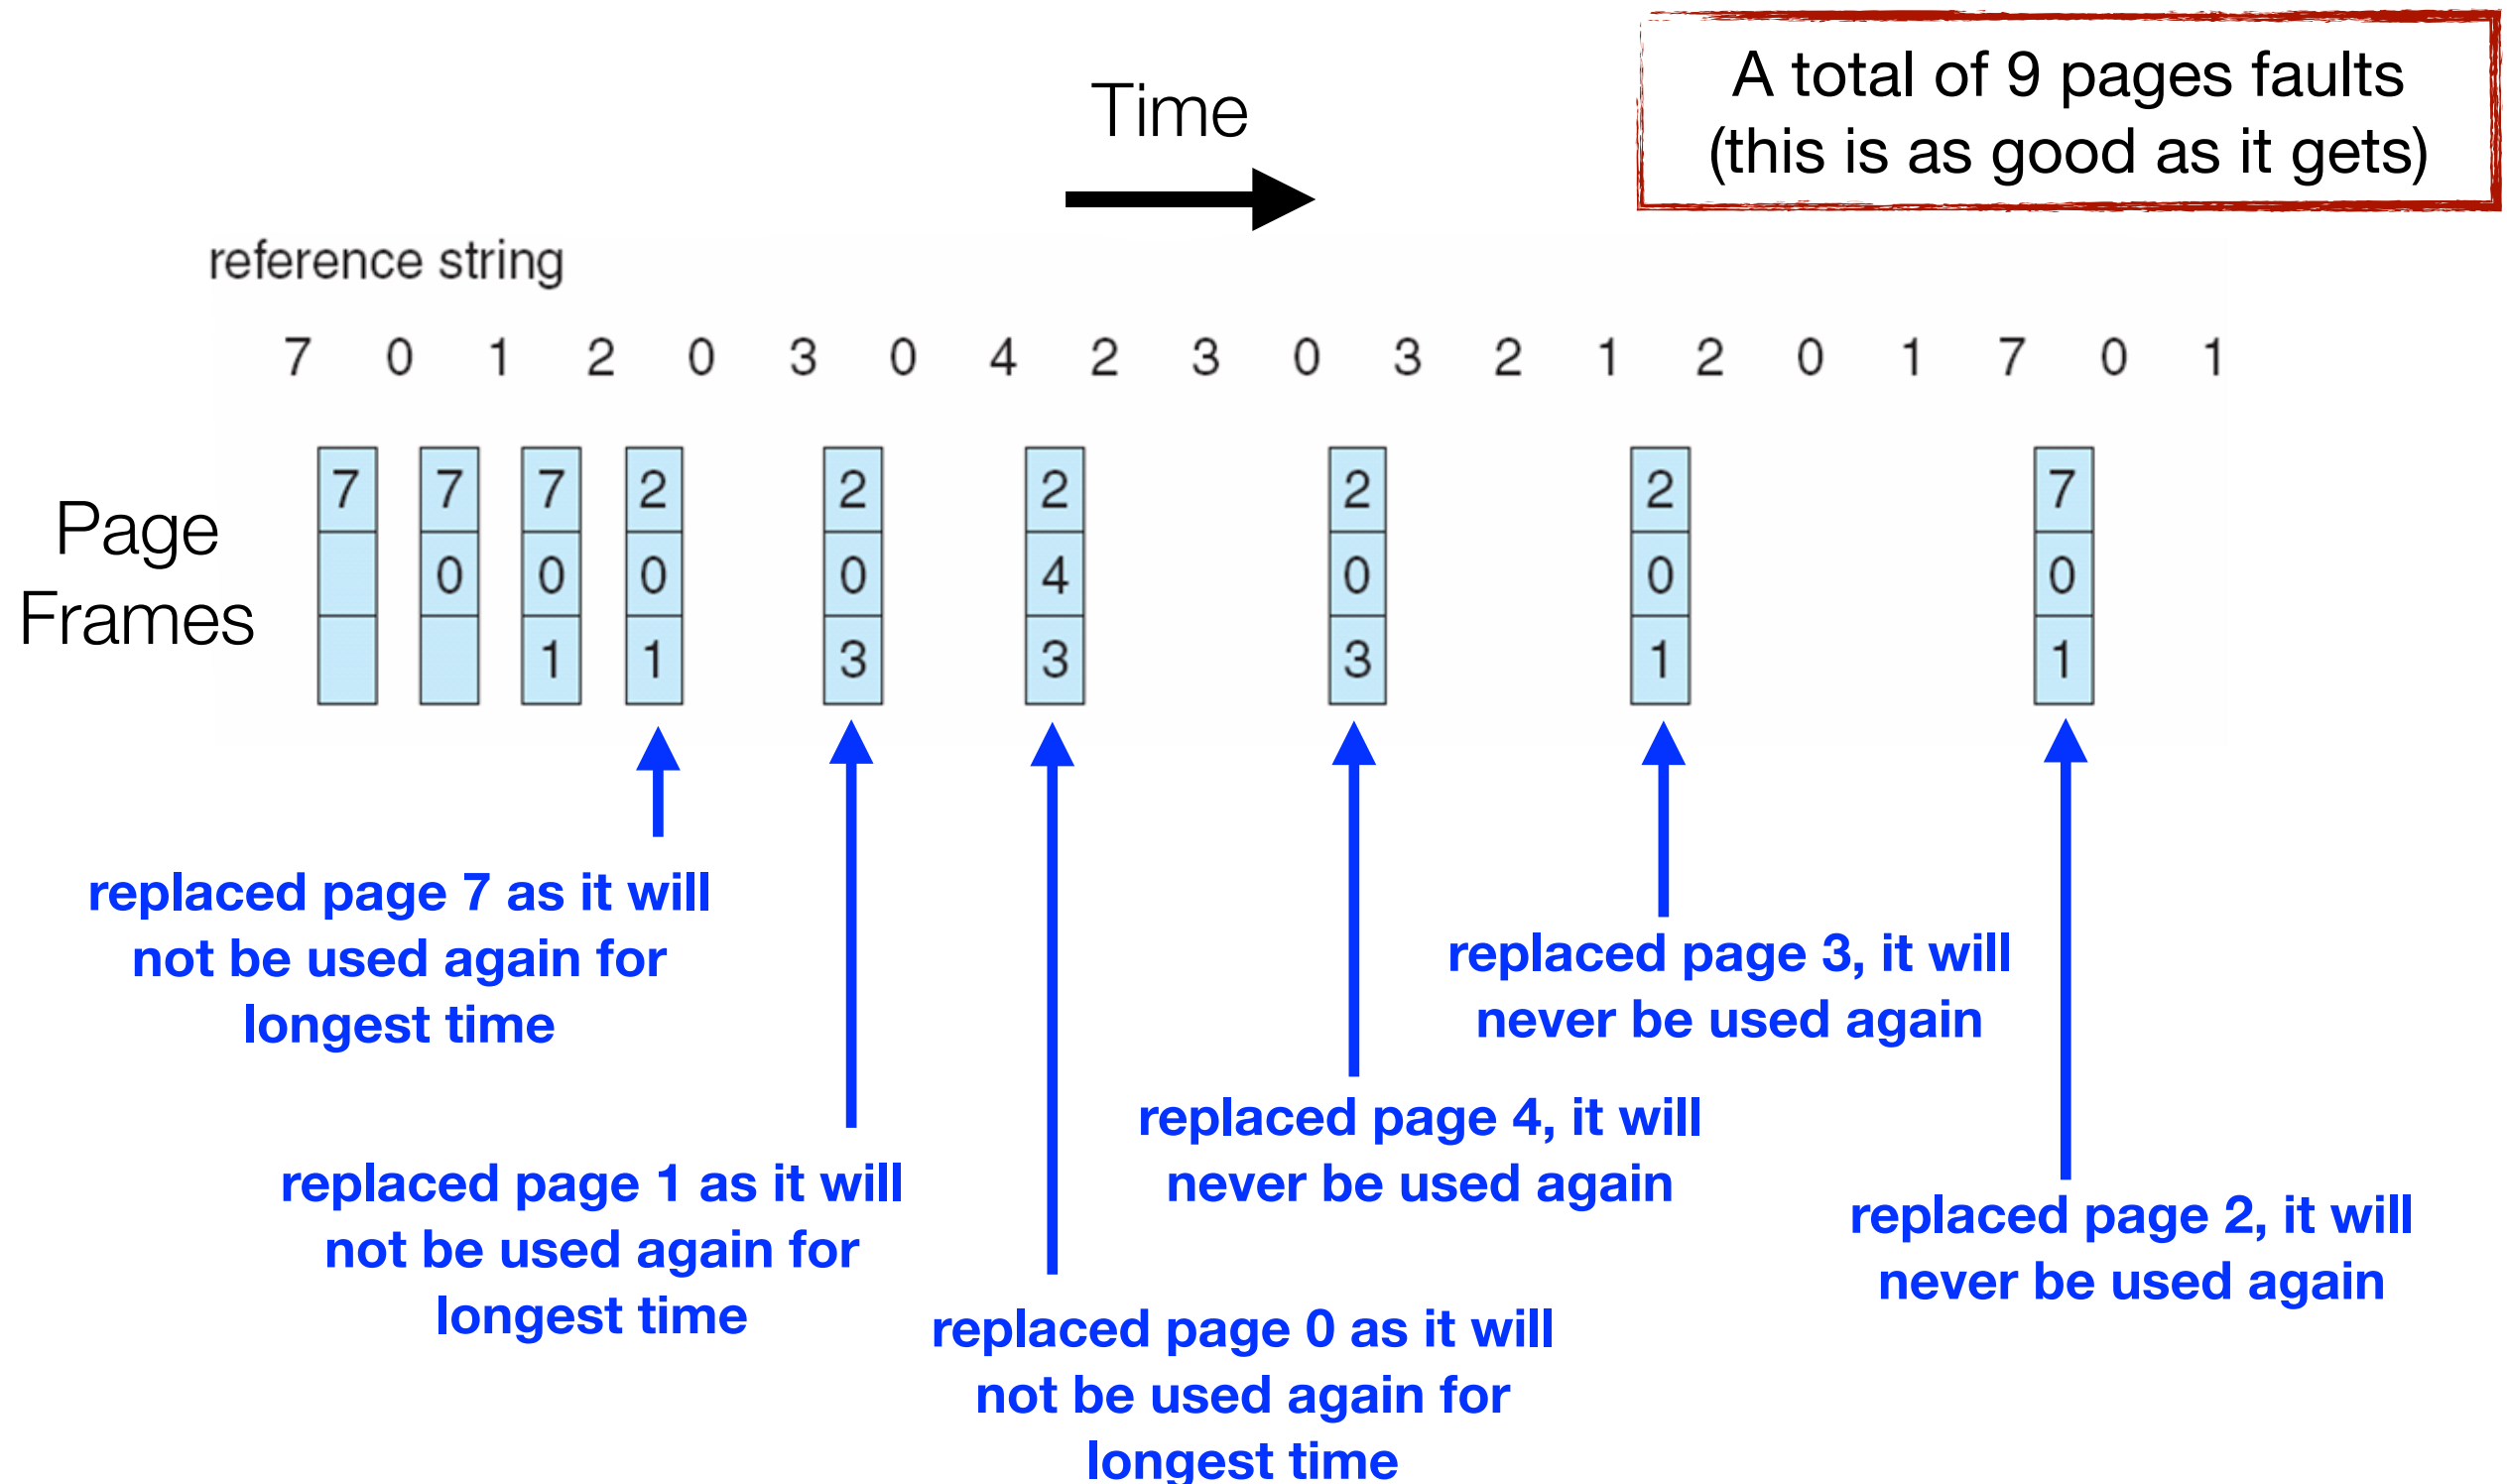 A total of 9 pages faults
(this is as good as it gets)
Time
reference string
7 0 1 2 0 3 0 4 2 3 0 3 2 1 2 0 1 7 0 1
Page
Frames
7 7 7 2 2 2 2 2 7
0 0 0 0 4 0 0 0
1 1 3 3 3 1 1
replaced page 7 as it will
not be used again for
longest time
replaced page 1 as it will
not be used again for
longest time
replaced page 0 as it will
not be used again for
longest time
replaced page 4, it will
never be used again
replaced page 3, it will
never be used again
replaced page 2, it will
never be used again